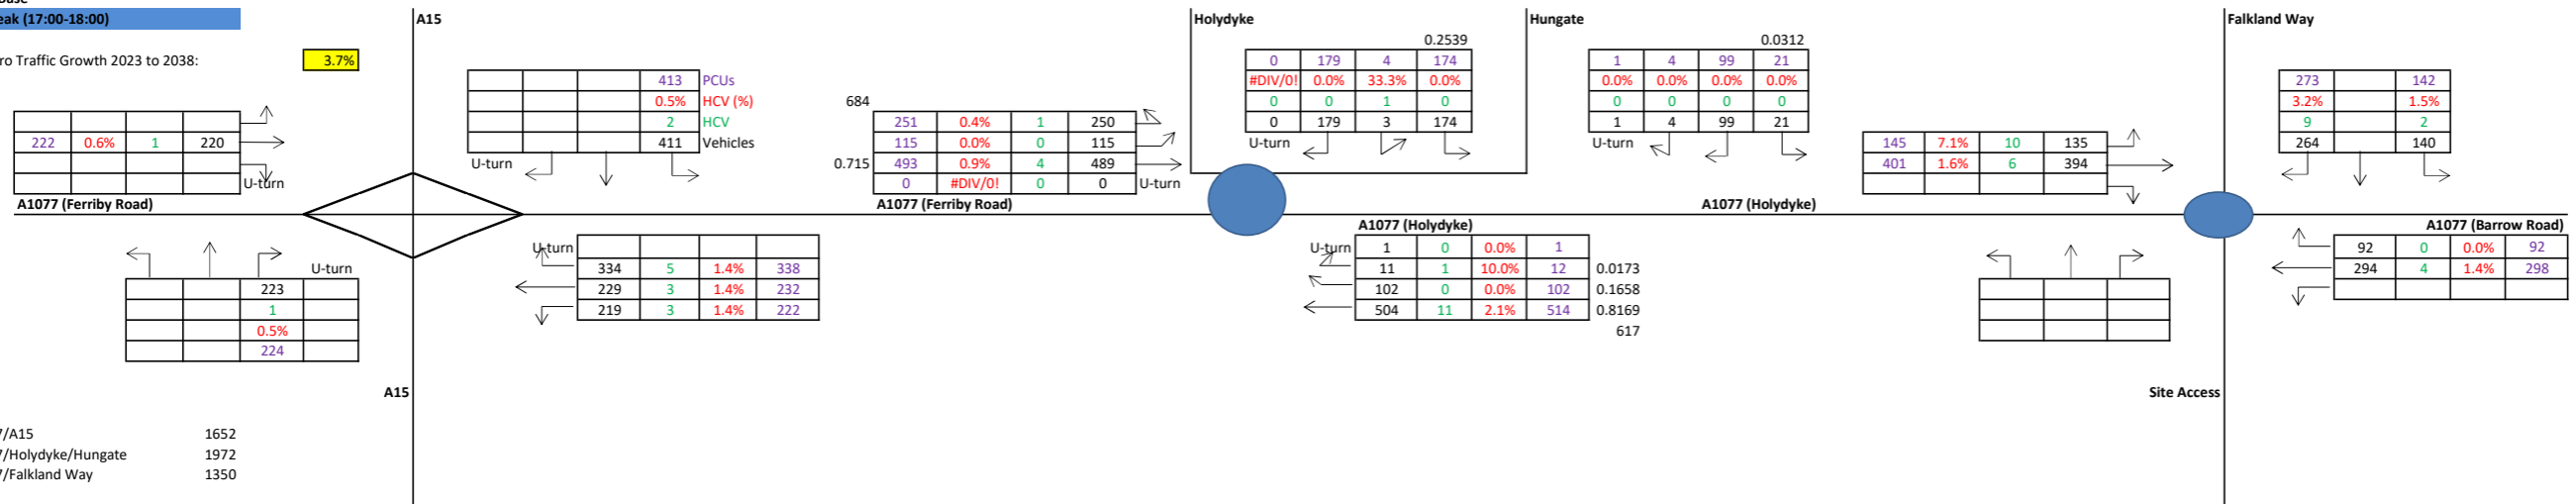 Base
eak (17:00-18:00)
ro Traffic Growth 2023 to 2038: 3.7%
A15
Holydyke
Hungate
Falkland Way
413 PCUs
0.5% HCV (%)
2 HCV
411 Vehicles
U-turn
222 0.6% 1 220
U-turn
A1077 (Ferriby Road)
684
251 0.4% 1 250
115 0.0% 0 115
0.715 493 0.9% 4 489
0 #DIV/0! 0 0 U-turn
A1077 (Ferriby Road)
0.2539
0 179 4 174
#DIV/0! 0.0% 33.3% 0.0%
0 0 1 0
0 179 3 174
U-turn
0.0312
1 4 99 21
0.0% 0.0% 0.0% 0.0%
0 0 0 0
1 4 99 21
U-turn
145 7.1% 10 135
401 1.6% 6 394
A1077 (Holydyke)
273 142
3.2% 1.5%
9 2
264 140
U-turn
223
1
0.5%
224
A15
U-turn
334 5 1.4% 338
229 3 1.4% 232
219 3 1.4% 222
A1077 (Holydyke)
U-turn 1 0 0.0% 1
11 1 10.0% 12 0.0173
102 0 0.0% 102 0.1658
504 11 2.1% 514 0.8169
617
A1077 (Barrow Road)
92 0 0.0% 92
294 4 1.4% 298
Site Access
7/A15 1652
7/Holydyke/Hungate 1972
7/Falkland Way 1350